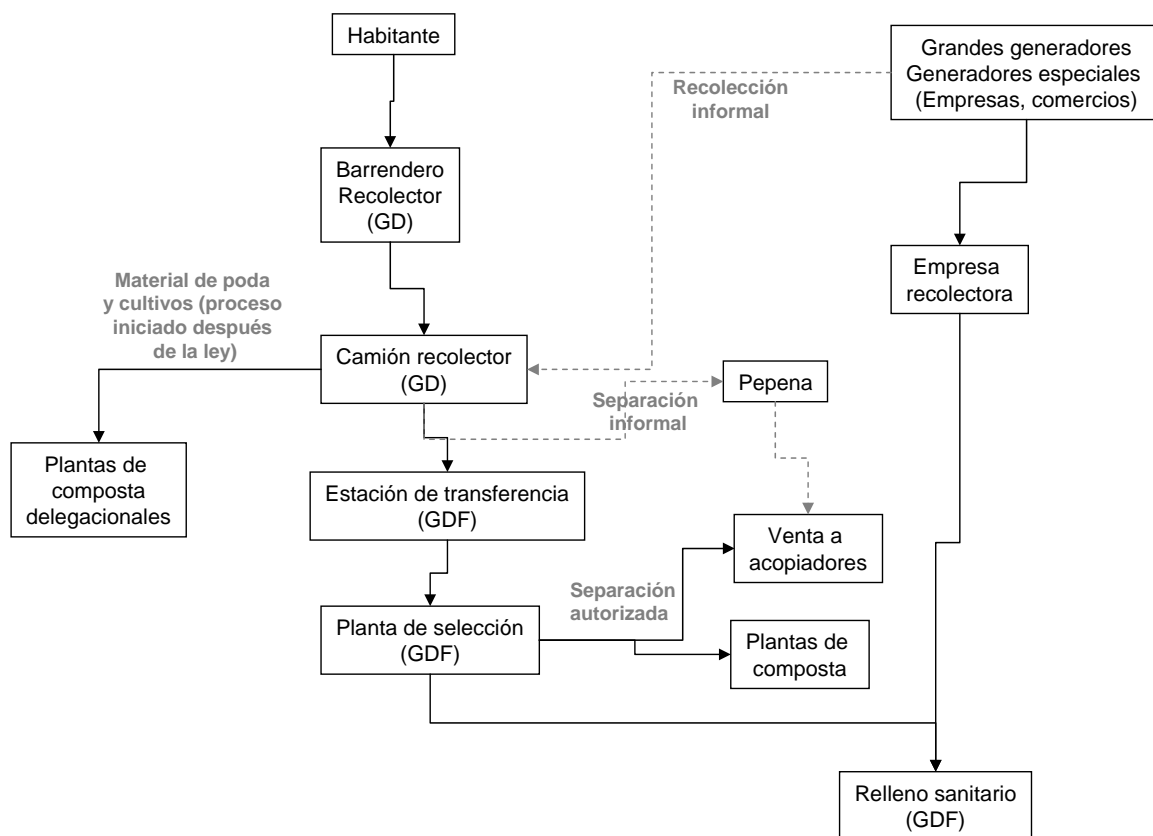 Habitante
Grandes generadores
Generadores especiales
(Empresas, comercios)
Recolección
informal
Barrendero
Recolector
(GD)
Empresa
recolectora
Material de poda
y cultivos (proceso
iniciado después
de la ley)
Camión recolector
(GD)
Pepena
Separación
informal
Plantas de
composta
delegacionales
Estación de transferencia
(GDF)
Venta a
acopiadores
Separación
autorizada
Planta de selección
(GDF)
Plantas de
composta
Relleno sanitario
(GDF)